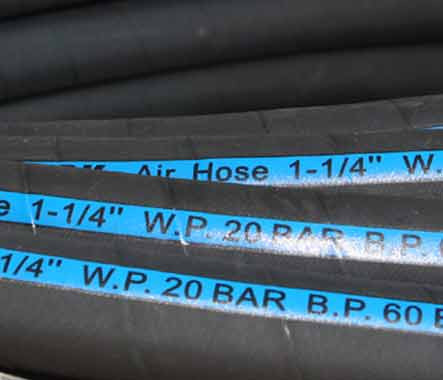 Air Hose 1-1/4" W.
e 1-1/4" W.P. 20 BAR B.P.
1/4" W.P. 20 BAR B.P. 60 B